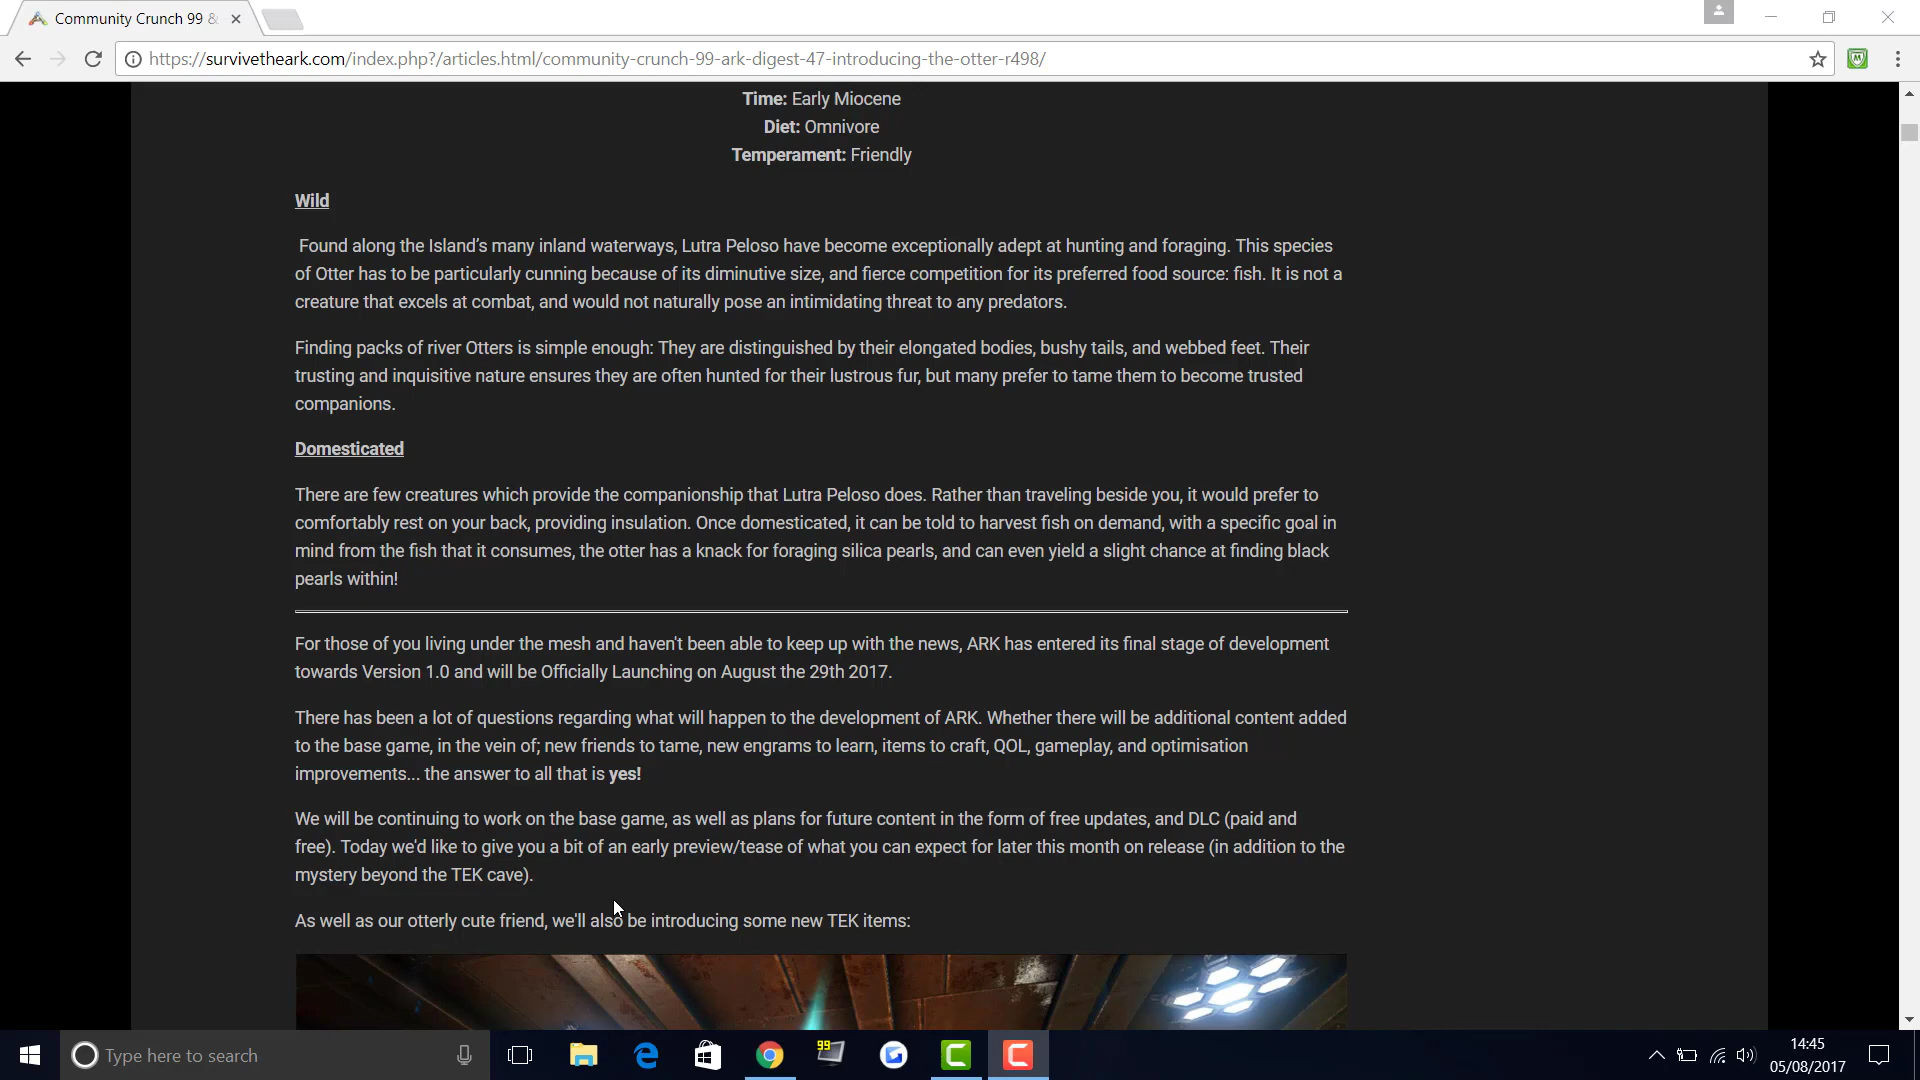 Community Crunch 99 &
https://survivetheark.com/index.php?/articles.html/community-crunch-99-ark-digest-47-introducing-the-otter-r498/
Time: Early Miocene
Diet: Omnivore
Temperament: Friendly
Wild
Found along the Island's many inland waterways, Lutra Peloso have become exceptionally adept at hunting and foraging. This species
of Otter has to be particularly cunning because of its diminutive size, and fierce competition for its preferred food source: fish. It is not a
creature that excels at combat, and would not naturally pose an intimidating threat to any predators.
Finding packs of river Otters is simple enough: They are distinguished by their elongated bodies, bushy tails, and webbed feet. Their
trusting and inquisitive nature ensures they are often hunted for their lustrous fur, but many prefer to tame them to become trusted
companions.
Domesticated
There are few creatures which provide the companionship that Lutra Peloso does. Rather than traveling beside you, it would prefer to
comfortably rest on your back, providing insulation. Once domesticated, it can be told to harvest fish on demand, with a specific goal in
mind from the fish that it consumes, the otter has a knack for foraging silica pearls, and can even yield a slight chance at finding black
pearls within!
For those of you living under the mesh and haven't been able to keep up with the news, ARK has entered its final stage of development
towards Version 1.0 and will be Officially Launching on August the 29th 2017.
There has been a lot of questions regarding what will happen to the development of ARK. Whether there will be additional content added
to the base game, in the vein of; new friends to tame, new engrams to learn, items to craft, QOL, gameplay, and optimisation
improvements... the answer to all that is yes!
We will be continuing to work on the base game, as well as plans for future content in the form of free updates, and DLC (paid and
free). Today we'd like to give you a bit of an early preview/tease of what you can expect for later this month on release (in addition to the
mystery beyond the TEK cave).
As well as our otterly cute friend, we'll also be introducing some new TEK items:
Type here to search
99
14:45
05/08/2017